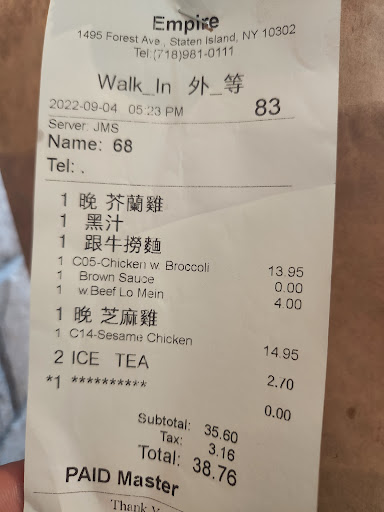 Empire
1495 Forest Ave , Staten Island, NY 10302
Tel:(718)981-0111
Walk_In 外_等
2022-09-04 05:23 PM 83
Server: JMS
Name: 68
Tel: .
1 晚 芥蘭雞
1 黑汁
1 跟牛撈麵
1 C05-Chicken w. Broccoli 13.95
1 Brown Sauce 0.00
1 w Beef Lo Mein 4.00
1 晚 芝麻雞
1 C14-Sesame Chicken 14.95
2 ICE TEA 2.70
*1 ********** 0.00
Subtotal: 35.60
Tax: 3.16
Total: 38.76
PAID Master
Thank